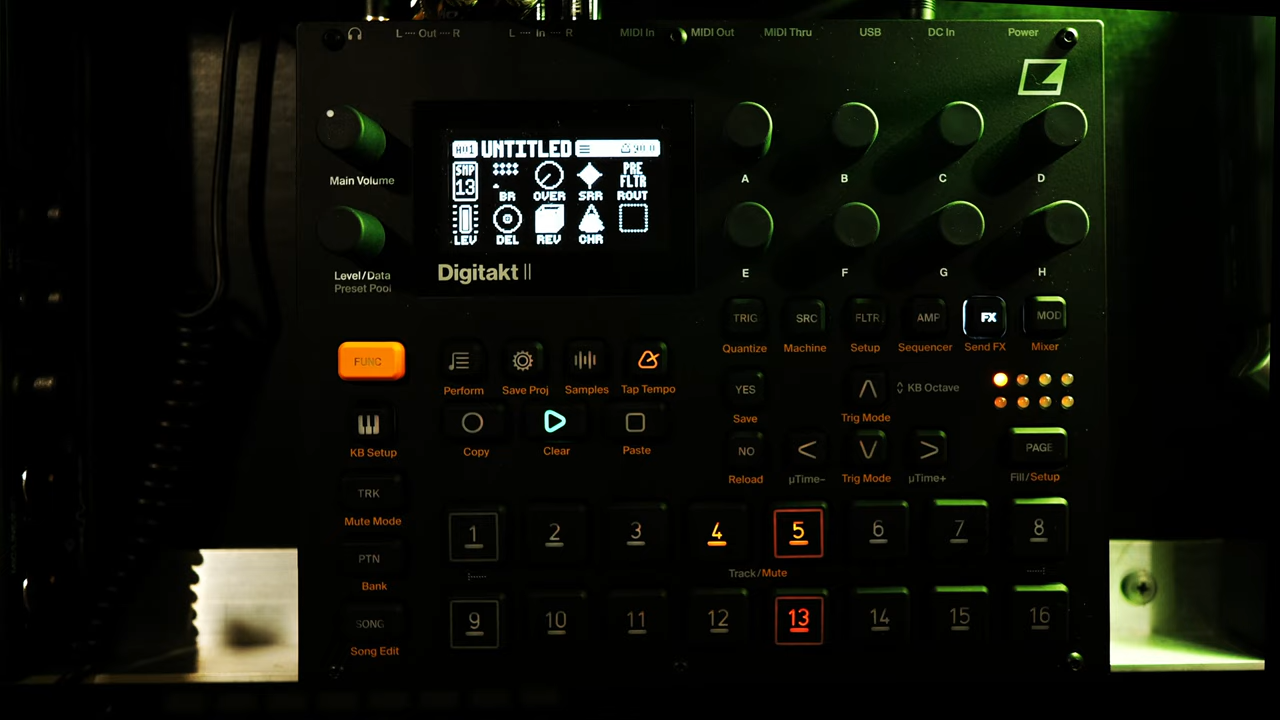 L ---- Out ---- R
L ---- In ---- R
MIDI In
MIDI Out
MIDI Thru
USB
DC In
Power
Main Volume
Level/Data
Preset Pool
A01 UNTITLED
SMP 13
BR
OVER
SRR
PRE FLTR
ROUT
LEV
DEL
REV
CHR
Digitakt II
A
B
C
D
E
F
G
H
TRIG
SRC
FLTR
AMP
FX
MOD
Quantize
Machine
Setup
Sequencer
Send FX
Mixer
FUNC
Perform
Save Proj
Samples
Tap Tempo
YES
Save
KB Octave
Trig Mode
Copy
Clear
Paste
KB Setup
NO
Reload
<
µTime−
Trig Mode
>
µTime+
PAGE
Fill/Setup
TRK
Mute Mode
PTN
Bank
SONG
Song Edit
1
2
3
4
5
6
7
8
Track/Mute
9
10
11
12
13
14
15
16